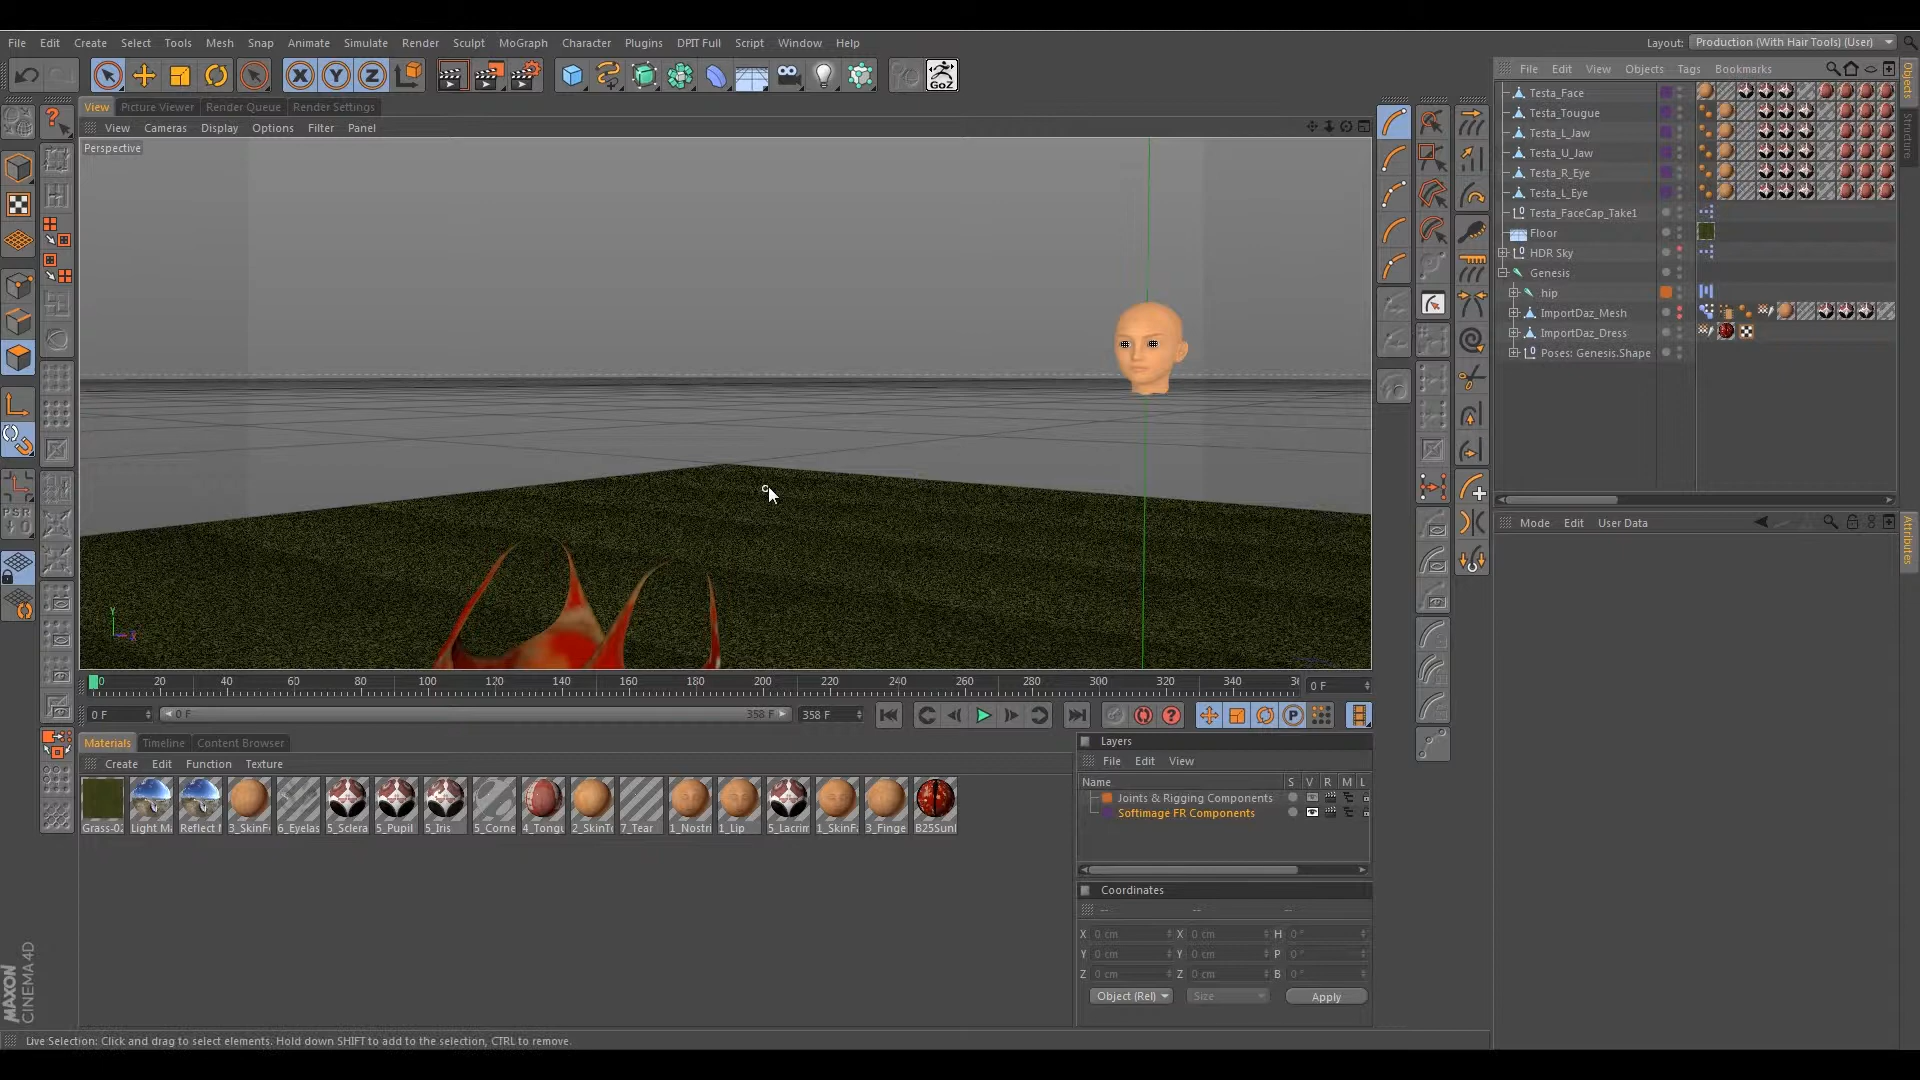 File Edit Create Select Tools Mesh Snap Animate Simulate Render Sculpt MoGraph Character Plugins DPIT Full Script Window Help
Layout: Production (With Hair Tools) (User)
X Y Z
GoZ
File Edit View Objects Tags Bookmarks
Objects
Structure
View Picture Viewer Render Queue Render Settings
View Cameras Display Options Filter Panel
Perspective
Testa_Face
Testa_Tougue
Testa_L_Jaw
Testa_U_Jaw
Testa_R_Eye
Testa_L_Eye
Testa_FaceCap_Take1
Floor
HDR Sky
Genesis
hip
ImportDaz_Mesh
ImportDaz_Dress
Poses: Genesis.Shape
Mode Edit User Data
Attributes
PSR
Y
X
0 20 40 60 80 100 120 140 160 180 200 220 240 260 280 300 320 340 3
0 F
0 F 0 F 358 F 358 F
P
Materials Timeline Content Browser
Create Edit Function Texture
Grass-02 Light M Reflect 3_SkinF 6_Eyelas 5_Sclera 5_Pupil 5_Iris 5_Corne 4_Tongu 2_SkinTo 7_Tear 1_Nostri 1_Lip 5_Lacrim 1_SkinF 3_Finge B25Sunl
Layers
File Edit View
Name S V R M L
Joints & Rigging Components
Softimage FR Components
Coordinates
-- -- --
X 0 cm X 0 cm H 0 °
Y 0 cm Y 0 cm P 0 °
Z 0 cm Z 0 cm B 0 °
Object (Rel) Size Apply
MAXON
CINEMA 4D
Live Selection: Click and drag to select elements. Hold down SHIFT to add to the selection, CTRL to remove.